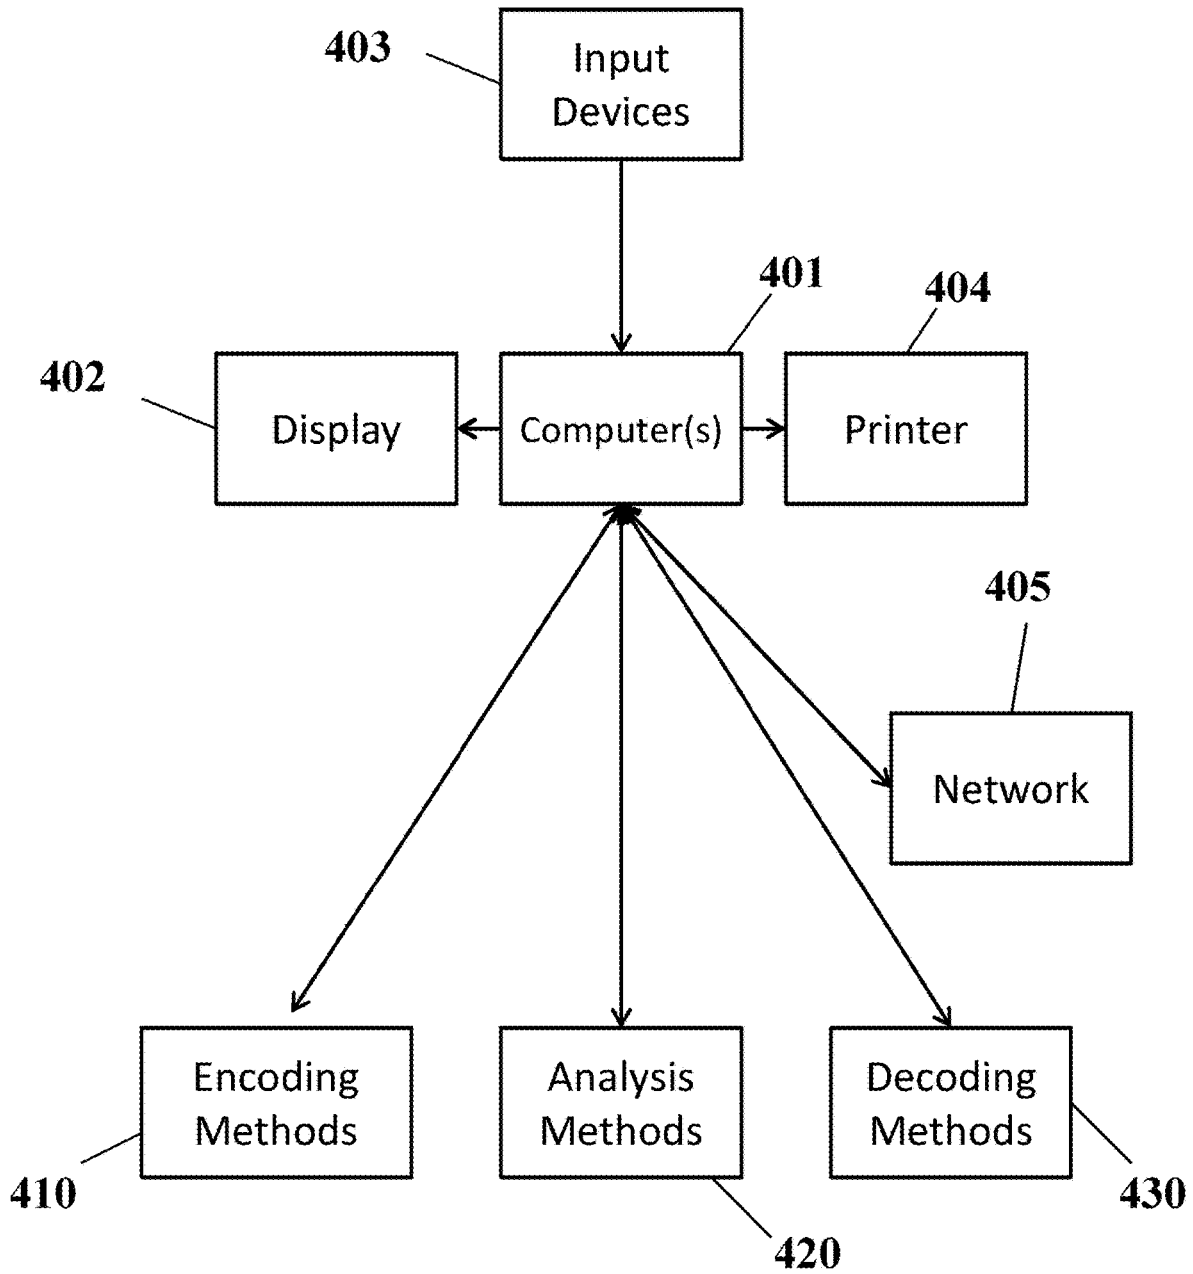 403
Input
Devices
401
404
402
Display
Computer(s)
Printer
405
Network
Encoding
Methods
Analysis
Methods
Decoding
Methods
410
430
420